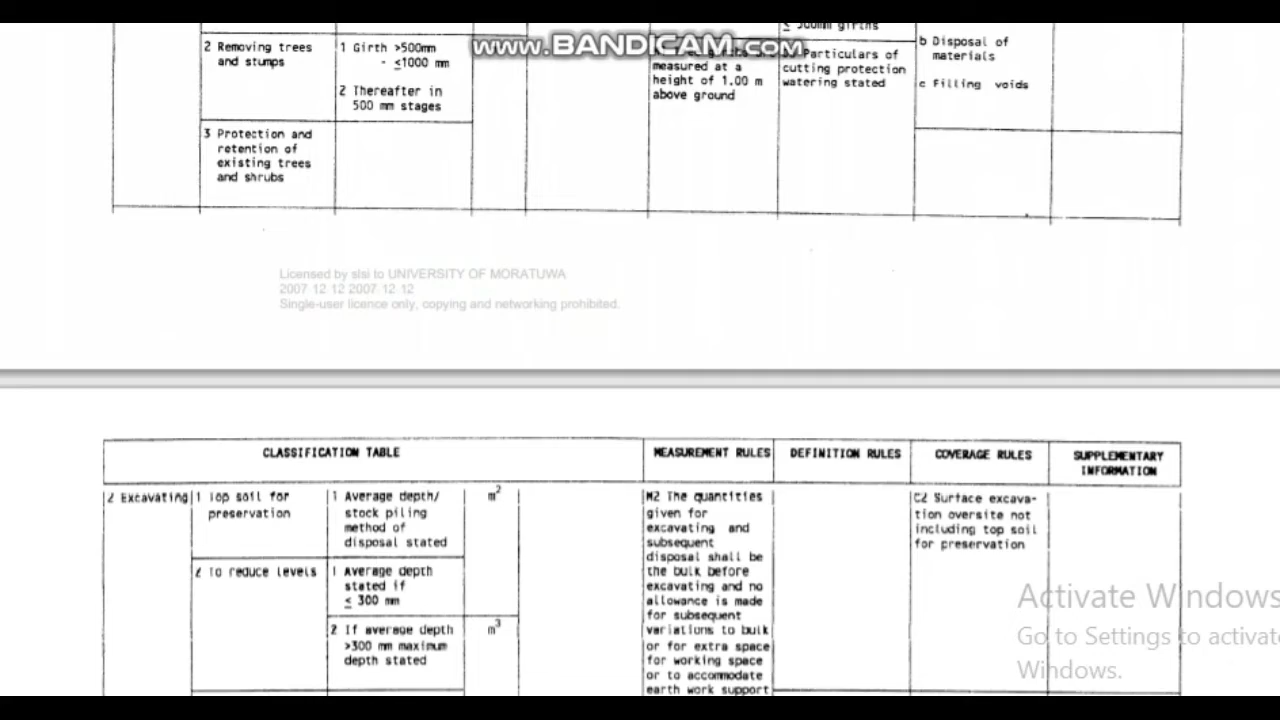 ≤ 500mm girths
www.BANDICAM.com
2 Removing trees
and stumps
1 Girth >500mm
- ≤1000 mm
2 Thereafter in
500 mm stages
measured at a
height of 1.00 m
above ground
Particulars of
cutting protection
watering stated
b Disposal of
materials
c Filling voids
3 Protection and
retention of
existing trees
and shrubs
Licensed by slsi to UNIVERSITY OF MORATUWA
2007 12 12 2007 12 12
Single-user licence only, copying and networking prohibited.
CLASSIFICATION TABLE
MEASUREMENT RULES
DEFINITION RULES
COVERAGE RULES
SUPPLEMENTARY
INFORMATION
2 Excavating
1 Top soil for
preservation
1 Average depth/
stock piling
method of
disposal stated
m²
2 To reduce levels
1 Average depth
stated if
≤ 300 mm
2 If average depth
>300 mm maximum
depth stated
m³
M2 The quantities
given for
excavating and
subsequent
disposal shall be
the bulk before
excavating and no
allowance is made
for subsequent
variations to bulk
or for extra space
for working space
or to accommodate
earth work support
C2 Surface excava-
tion oversite not
including top soil
for preservation
Activate Windows
Go to Settings to activate
Windows.